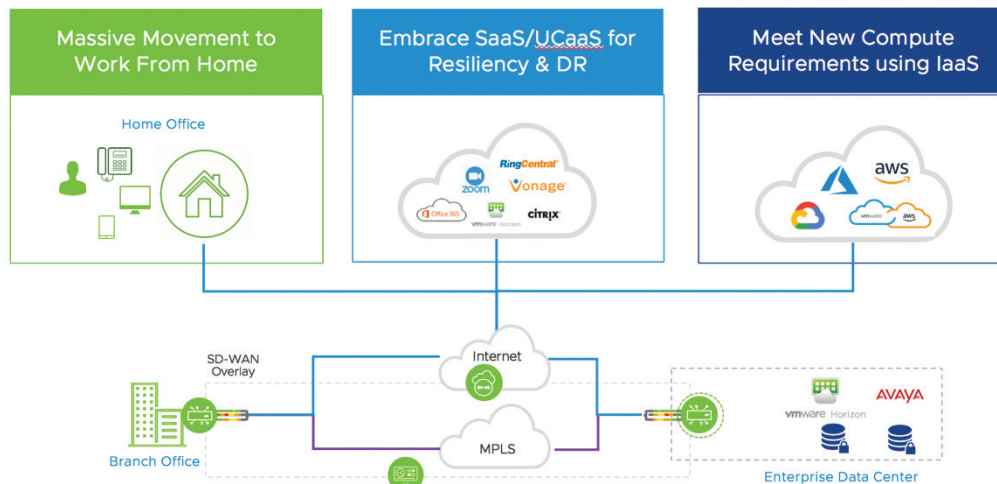 Massive Movement to
Work From Home
Embrace SaaS/UCaaS for
Resiliency & DR
Meet New Compute
Requirements using IaaS
Home Office
RingCentral®
zoom
Vonage®
Office 365
vmware Horizon
CITRIX
aws
vmware
aws
Internet
SD-WAN
Overlay
MPLS
Branch Office
vmware Horizon
AVAYA
Enterprise Data Center